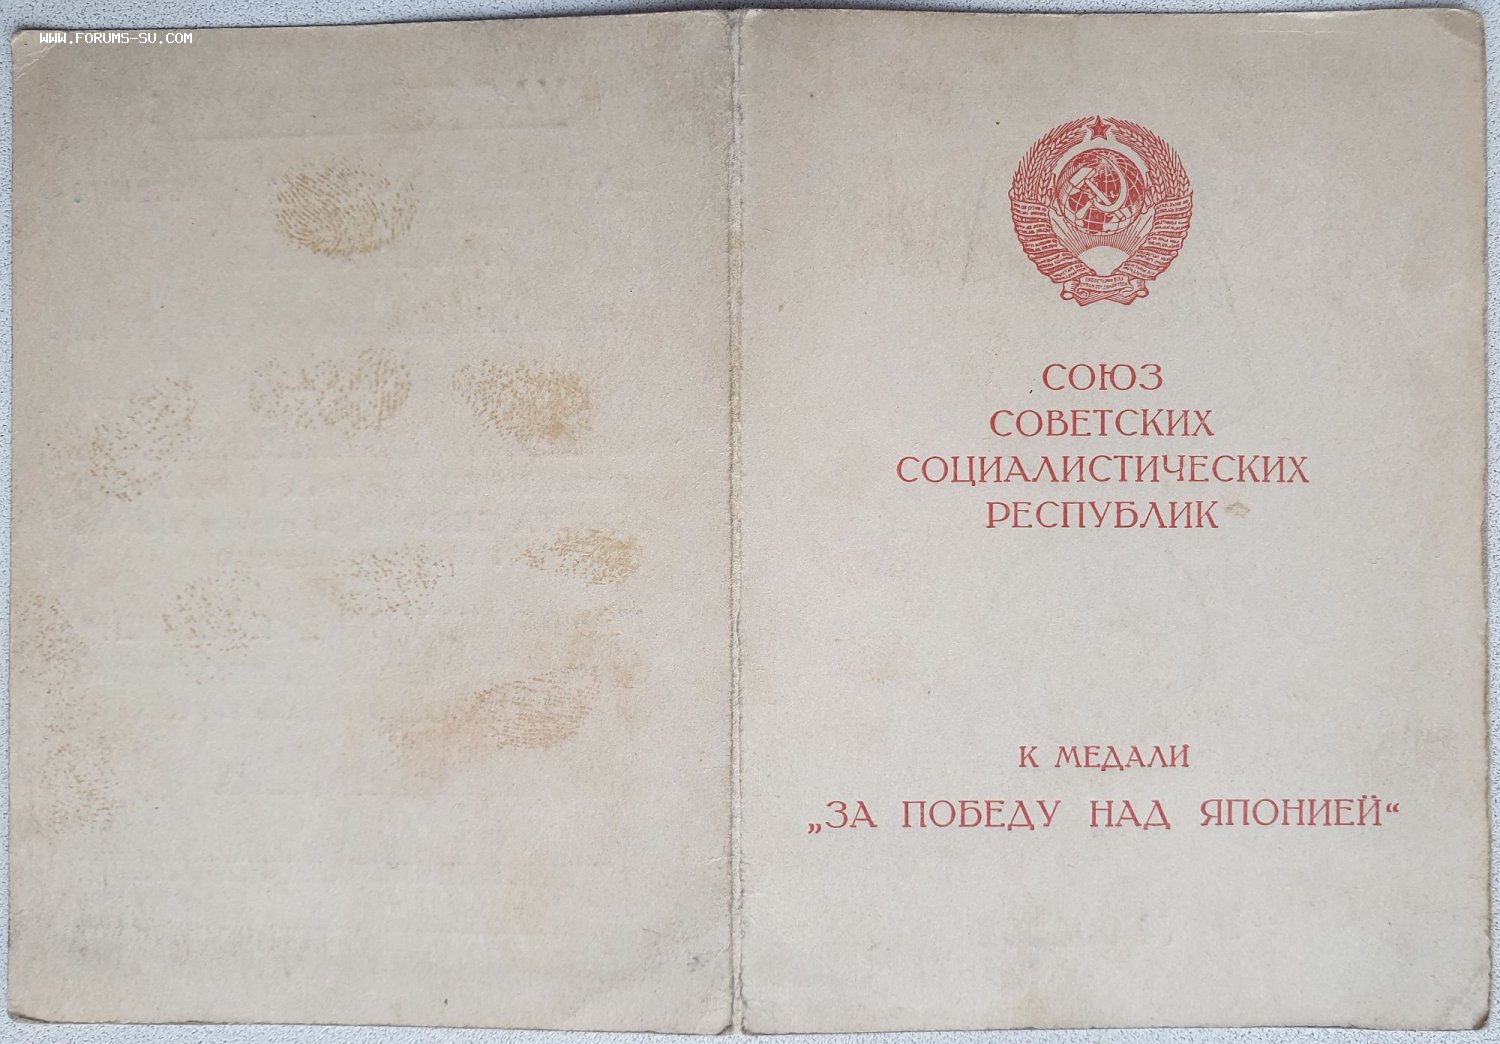 WWW.FORUMS-SU.COM
СОЮЗ
СОВЕТСКИХ
СОЦИАЛИСТИЧЕСКИХ
РЕСПУБЛИК
К МЕДАЛИ
„ЗА ПОБЕДУ НАД ЯПОНИЕЙ“